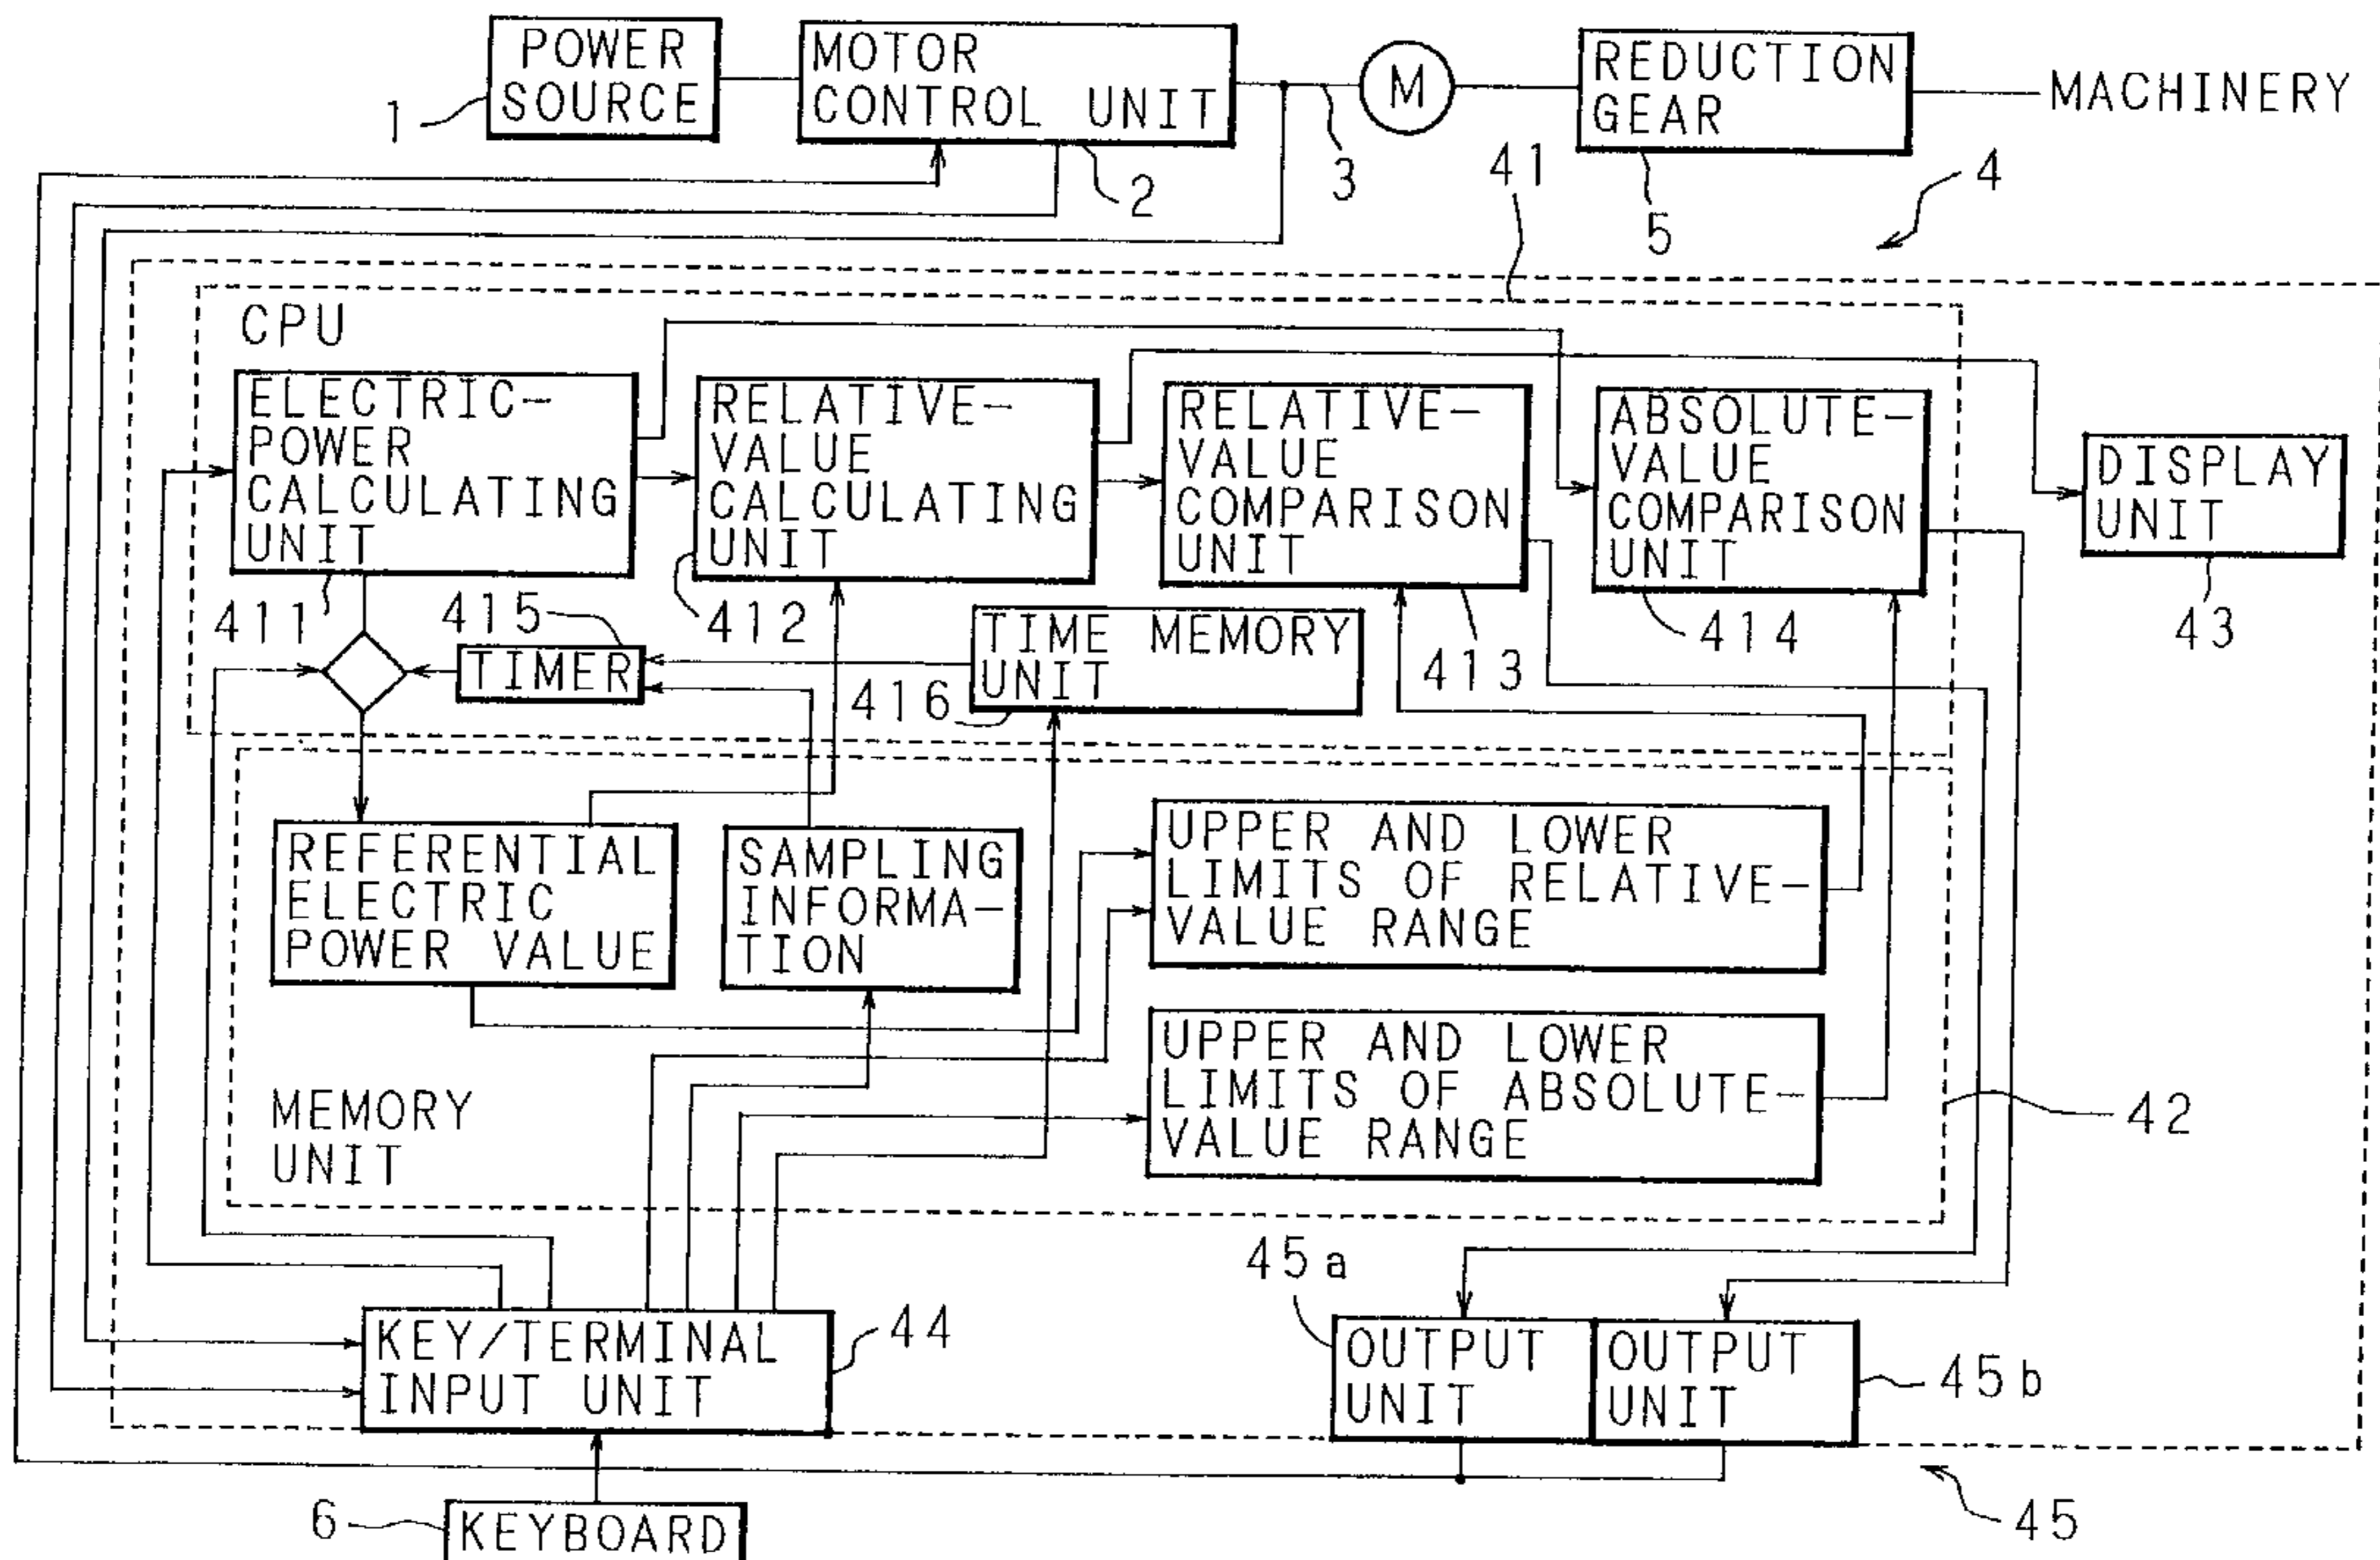 POWER
SOURCE
MOTOR
CONTROL UNIT
M
REDUCTION
GEAR
MACHINERY
1
2
3
41
5
4
CPU
ELECTRIC-
POWER
CALCULATING
UNIT
RELATIVE-
VALUE
CALCULATING
UNIT
RELATIVE-
VALUE
COMPARISON
UNIT
ABSOLUTE-
VALUE
COMPARISON
UNIT
DISPLAY
UNIT
411
415
412
413
414
43
TIMER
TIME MEMORY
UNIT
416
REFERENTIAL
ELECTRIC
POWER VALUE
SAMPLING
INFORMA-
TION
UPPER AND LOWER
LIMITS OF RELATIVE-
VALUE RANGE
UPPER AND LOWER
LIMITS OF ABSOLUTE-
VALUE RANGE
MEMORY
UNIT
42
KEY/TERMINAL
INPUT UNIT
44
45a
OUTPUT
UNIT
OUTPUT
UNIT
45b
6
KEYBOARD
45